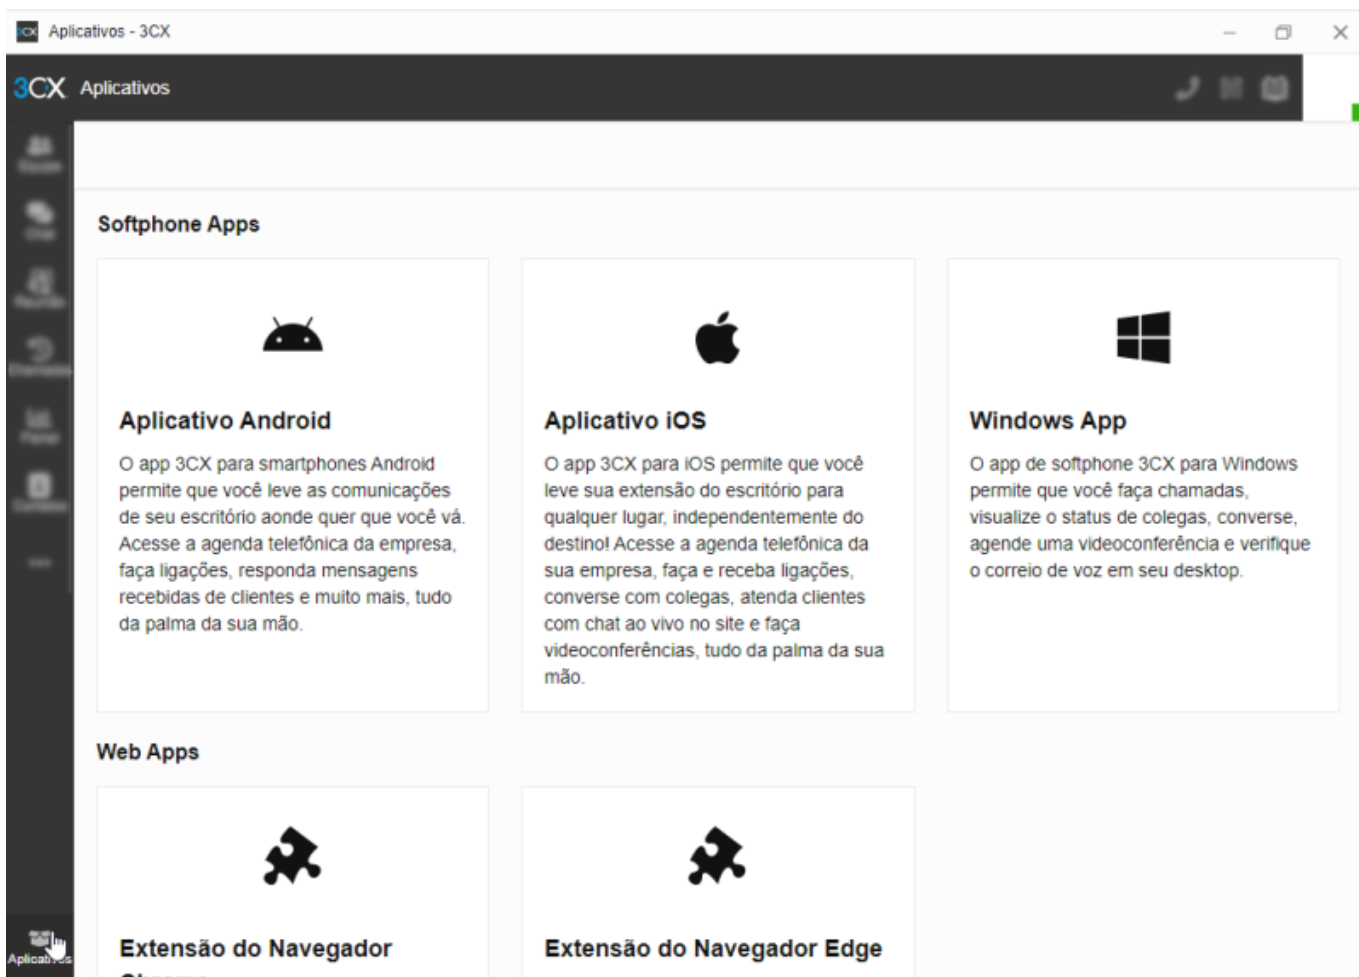 Aplicativos - 3CX
3CX Aplicativos
Chat
Softphone Apps
Aplicativo Android
O app 3CX para smartphones Android
permite que você leve as comunicações
de seu escritório aonde quer que você vá.
Acesse a agenda telefônica da empresa,
faça ligações, responda mensagens
recebidas de clientes e muito mais, tudo
da palma da sua mão.
Aplicativo iOS
O app 3CX para iOS permite que você
leve sua extensão do escritório para
qualquer lugar, independentemente do
destino! Acesse a agenda telefônica da
sua empresa, faça e receba ligações,
converse com colegas, atenda clientes
com chat ao vivo no site e faça
videoconferências, tudo da palma da sua
mão.
Windows App
O app de softphone 3CX para Windows
permite que você faça chamadas,
visualize o status de colegas, converse,
agende uma videoconferência e verifique
o correio de voz em seu desktop.
Web Apps
Extensão do Navegador
Extensão do Navegador Edge
Aplicativos